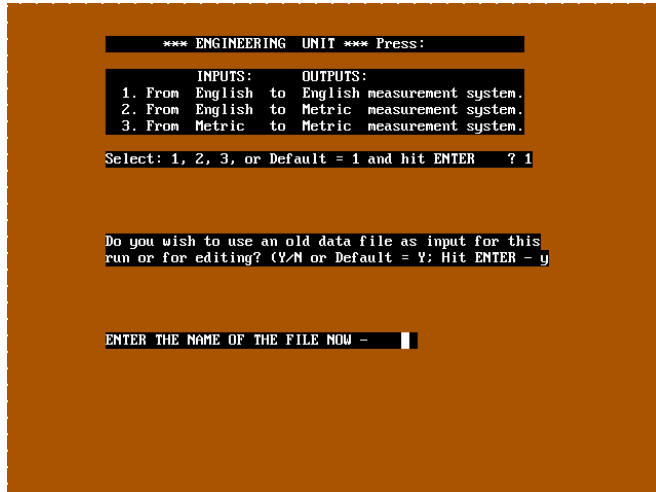 *** ENGINEERING UNIT *** Press:
INPUTS: OUTPUTS:
1. From English to English measurement system.
2. From English to Metric measurement system.
3. From Metric to Metric measurement system.
Select: 1, 2, 3, or Default = 1 and hit ENTER ? 1
Do you wish to use an old data file as input for this
run or for editing? (Y/N or Default = Y; Hit ENTER - y
ENTER THE NAME OF THE FILE NOW -